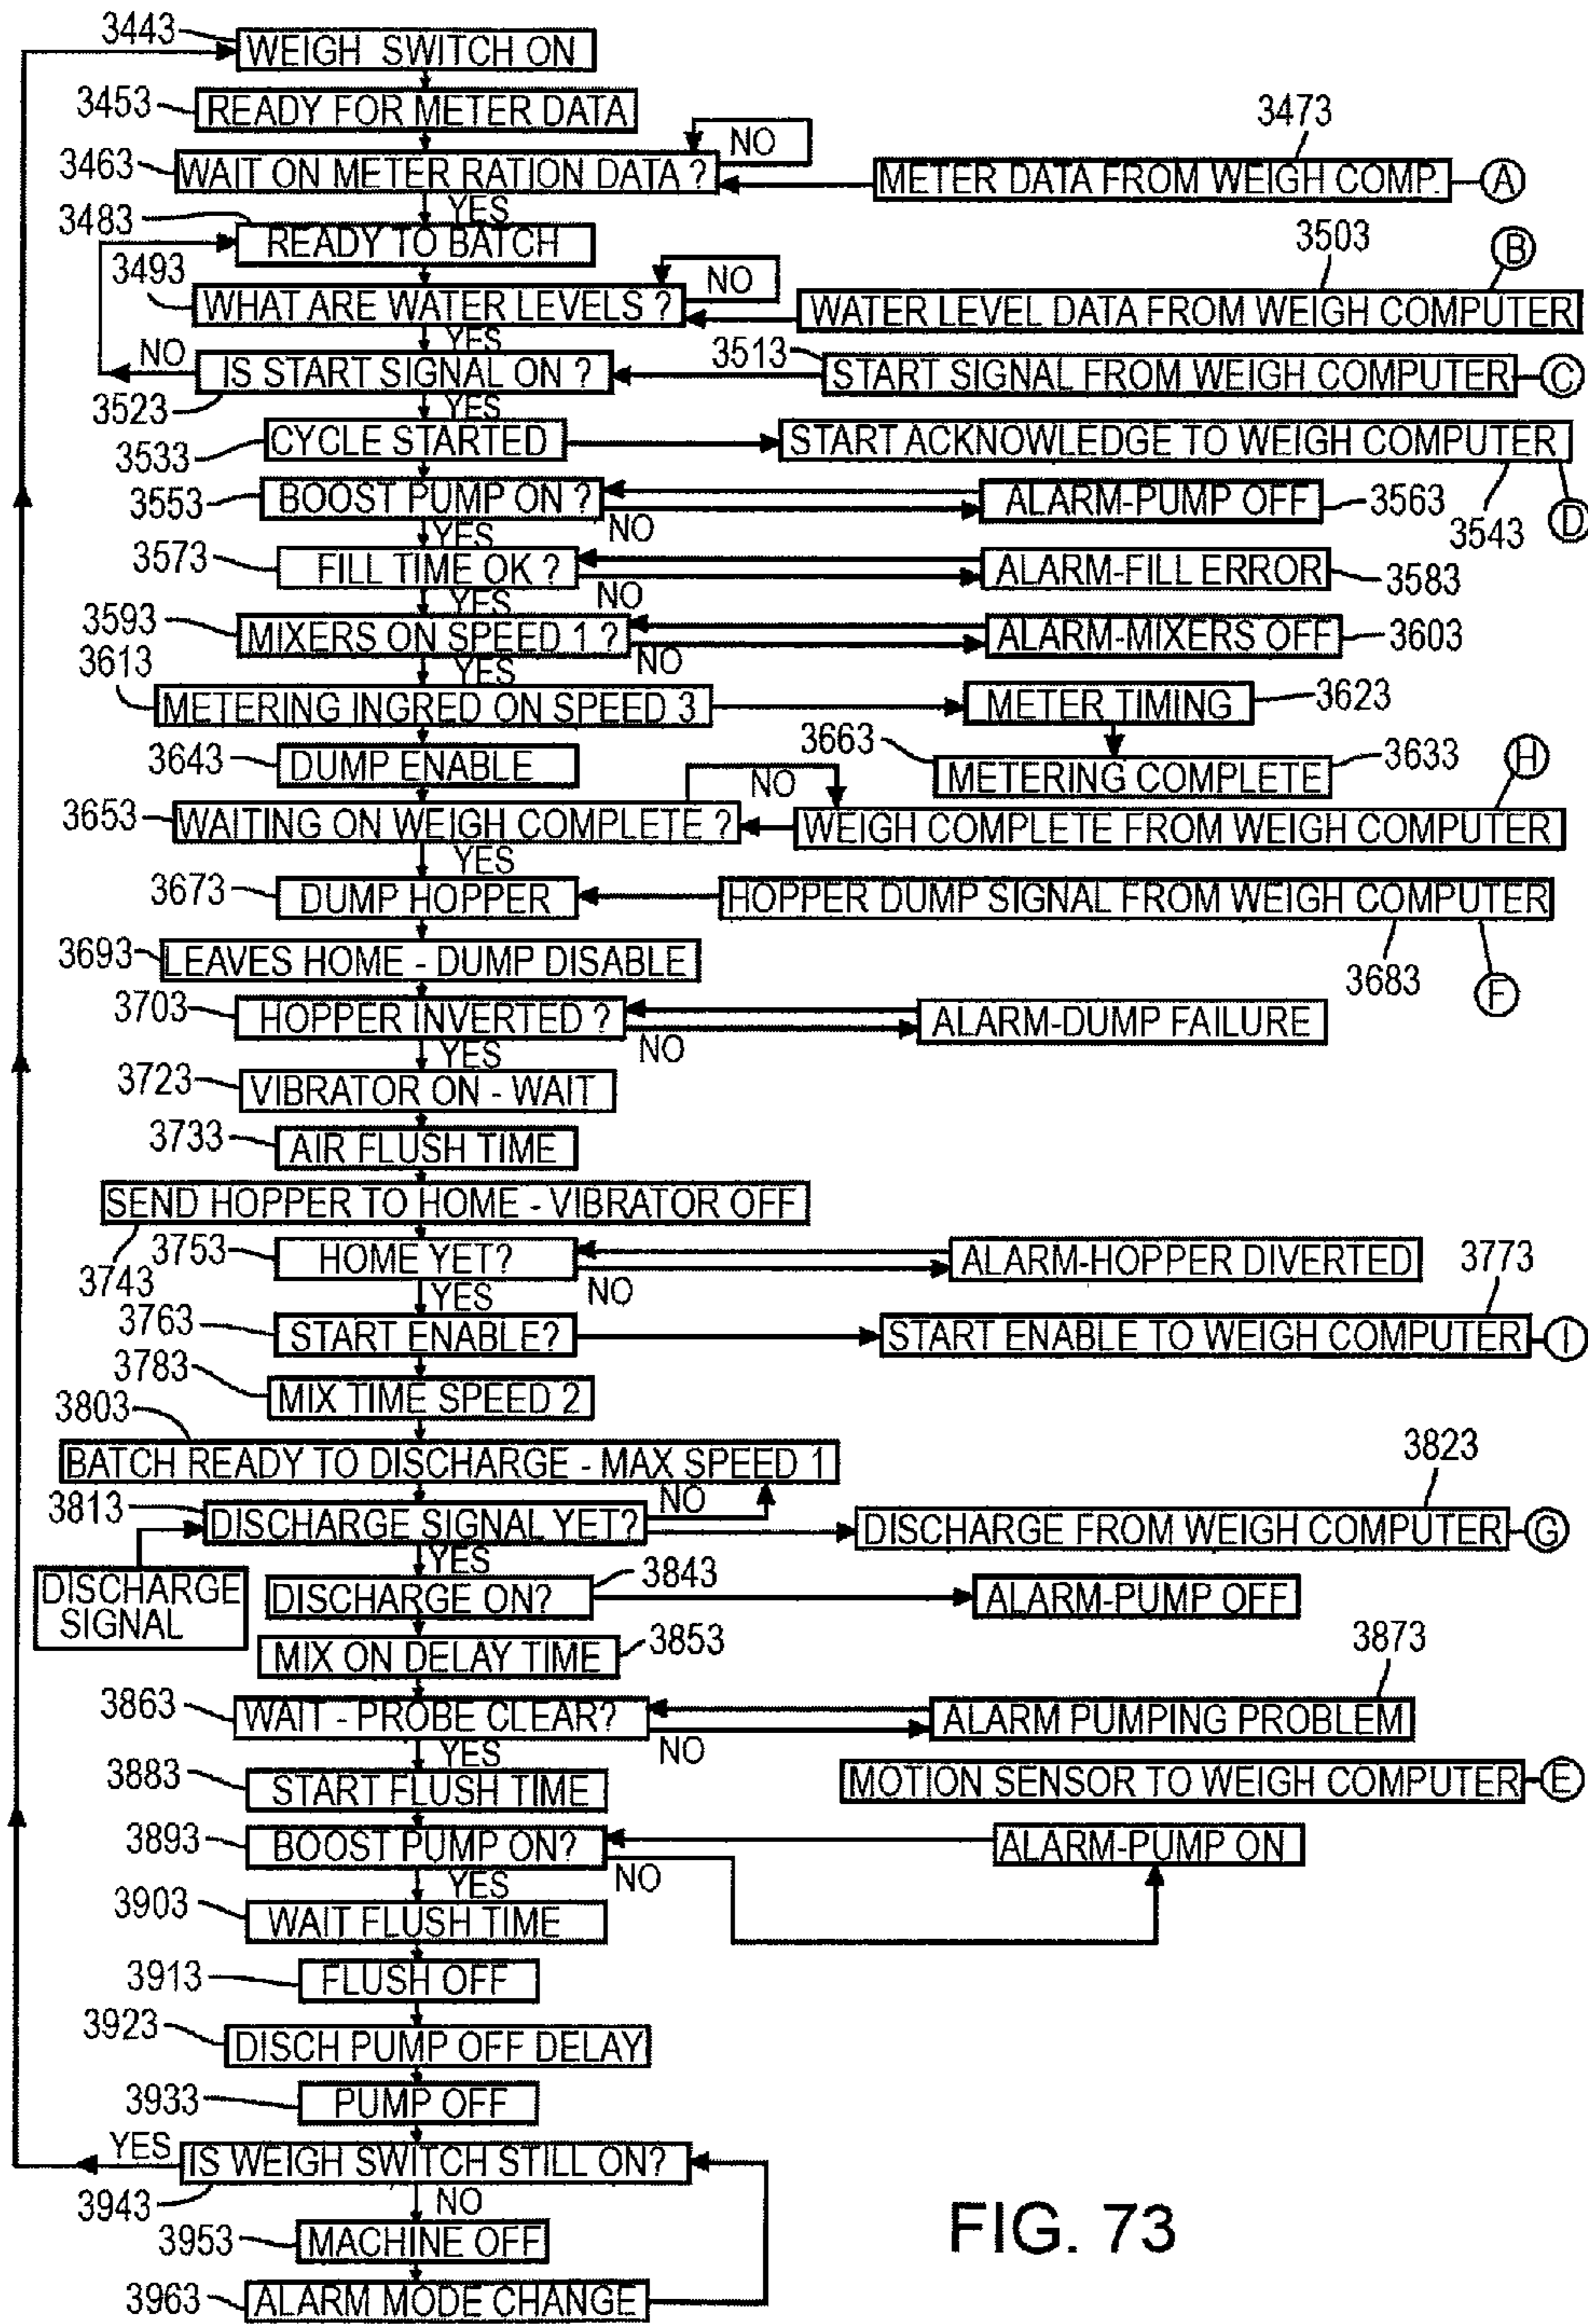 3443
WEIGH SWITCH ON
3453
READY FOR METER DATA
NO
3473
3463
WAIT ON METER RATION DATA ?
METER DATA FROM WEIGH COMP.
A
YES
3483
READY TO BATCH
3503
B
3493
NO
WHAT ARE WATER LEVELS ?
WATER LEVEL DATA FROM WEIGH COMPUTER
YES
NO
IS START SIGNAL ON ?
3513
START SIGNAL FROM WEIGH COMPUTER
C
3523
YES
CYCLE STARTED
START ACKNOWLEDGE TO WEIGH COMPUTER
3533
3553
BOOST PUMP ON ?
ALARM-PUMP OFF
3563
NO
3543
D
YES
3573
FILL TIME OK ?
ALARM-FILL ERROR
3583
YES
NO
3593
MIXERS ON SPEED 1 ?
ALARM-MIXERS OFF
3603
3613
YES
NO
METERING INGRED ON SPEED 3
METER TIMING
3623
3643
DUMP ENABLE
3663
METERING COMPLETE
3633
H
NO
3653
WAITING ON WEIGH COMPLETE ?
WEIGH COMPLETE FROM WEIGH COMPUTER
YES
3673
DUMP HOPPER
HOPPER DUMP SIGNAL FROM WEIGH COMPUTER
3693
LEAVES HOME - DUMP DISABLE
3683
F
3703
HOPPER INVERTED ?
ALARM-DUMP FAILURE
YES
NO
3723
VIBRATOR ON - WAIT
3733
AIR FLUSH TIME
SEND HOPPER TO HOME - VIBRATOR OFF
3753
HOME YET?
ALARM-HOPPER DIVERTED
3773
3743
YES
NO
3763
START ENABLE?
START ENABLE TO WEIGH COMPUTER
I
3783
MIX TIME SPEED 2
3803
BATCH READY TO DISCHARGE - MAX SPEED 1
3823
3813
NO
DISCHARGE SIGNAL YET?
DISCHARGE FROM WEIGH COMPUTER
G
YES
DISCHARGE
SIGNAL
DISCHARGE ON?
3843
ALARM-PUMP OFF
MIX ON DELAY TIME
3853
3873
3863
WAIT - PROBE CLEAR?
ALARM PUMPING PROBLEM
YES
NO
3883
START FLUSH TIME
MOTION SENSOR TO WEIGH COMPUTER
E
3893
BOOST PUMP ON?
ALARM-PUMP ON
YES
NO
3903
WAIT FLUSH TIME
3913
FLUSH OFF
3923
DISCH PUMP OFF DELAY
3933
PUMP OFF
YES
IS WEIGH SWITCH STILL ON?
3943
NO
3953
MACHINE OFF
3963
ALARM MODE CHANGE
FIG. 73